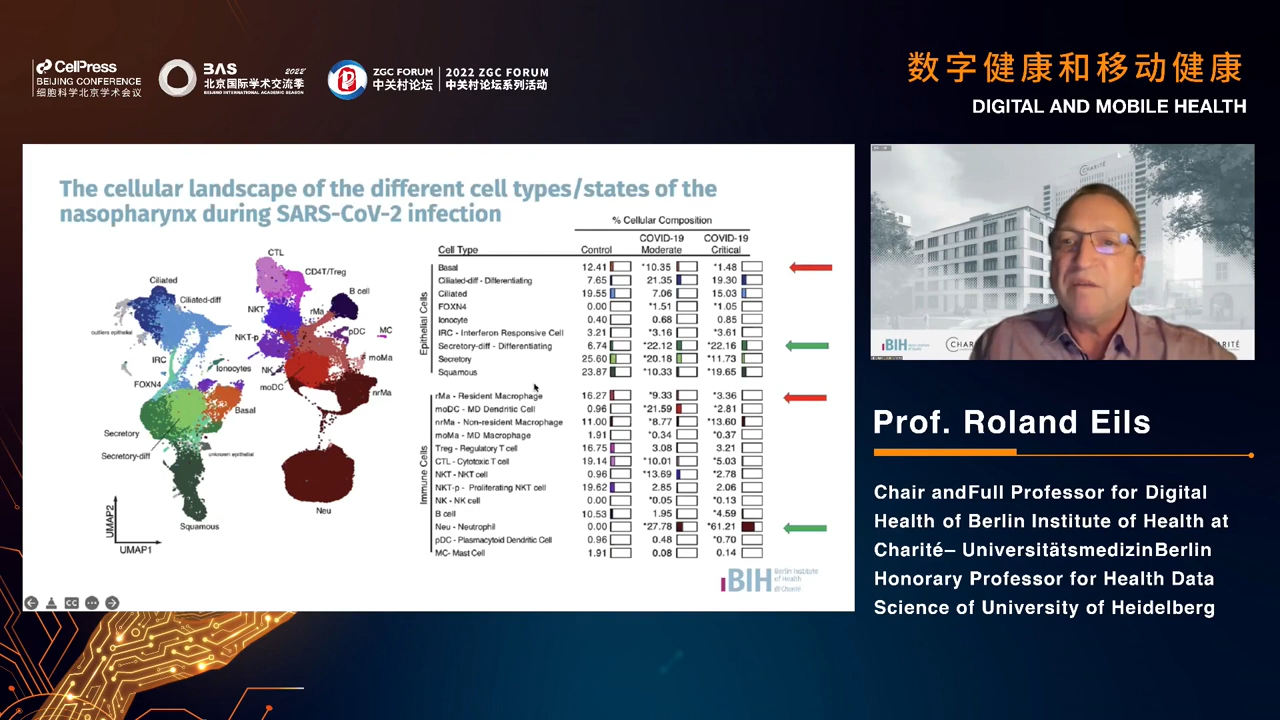 CellPress
BEIJING CONFERENCE
细胞科学北京学术会议
BAS 2022
北京国际学术交流季
BEIJING INTERNATIONAL ACADEMIC SEASON
ZGC FORUM
中关村论坛
2022 ZGC FORUM
中关村论坛系列活动
数字健康和移动健康
DIGITAL AND MOBILE HEALTH
The cellular landscape of the different cell types/states of the
nasopharynx during SARS-CoV-2 infection
CTL
CD4T/Treg
Ciliated
Ciliated-diff
B cell
NKT
rMa
outliers epithelial
pDC
MC
NKT-p
moMa
IRC
Ionocytes
NK
FOXN4
moDC
nrMa
Basal
Secretory
Secretory-diff
unknown epithelial
Neu
Squamous
UMAP2
UMAP1
% Cellular Composition
Cell Type Control COVID-19 Moderate COVID-19 Critical
Epithelial Cells
Basal 12.41 *10.35 *1.48
Ciliated-diff - Differentiating 7.65 21.35 19.30
Ciliated 19.55 7.06 15.03
FOXN4 0.00 *1.51 *1.05
Ionocyte 0.40 0.68 0.85
IRC - Interferon Responsive Cell 3.21 *3.16 *3.61
Secretory-diff - Differentiating 6.74 *22.12 *22.16
Secretory 25.60 *20.18 *11.73
Squamous 23.87 *10.33 *19.65
Immune Cells
rMa - Resident Macrophage 16.27 *9.33 *3.36
moDC - MD Dendritic Cell 0.96 *21.59 *2.81
nrMa - Non-resident Macrophage 11.00 *8.77 *13.60
moMa - MD Macrophage 1.91 *0.34 *0.37
Treg - Regulatory T cell 16.75 3.08 3.21
CTL - Cytotoxic T cell 19.14 *10.01 *5.03
NKT - NKT cell 0.96 *13.69 *2.78
NKT-p - Proliferating NKT cell 19.62 2.85 2.06
NK - NK cell 0.00 *0.05 *0.13
B cell 10.53 1.95 *4.59
Neu - Neutrophil 0.00 *27.78 *61.21
pDC - Plasmacytoid Dendritic Cell 0.96 0.48 *0.70
MC- Mast Cell 1.91 0.08 0.14
BIH Berlin Institute
of Health
@Charité
CC
CHARITÉ
BIH
Prof. Roland Eils
Chair andFull Professor for Digital
Health of Berlin Institute of Health at
Charité– UniversitätsmedizinBerlin
Honorary Professor for Health Data
Science of University of Heidelberg